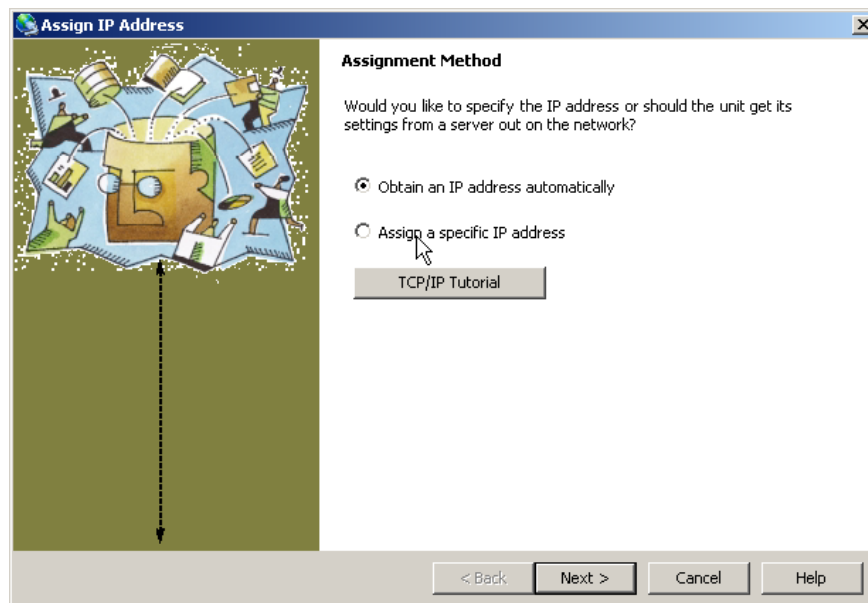 Assign IP Address
Assignment Method
Would you like to specify the IP address or should the unit get its
settings from a server out on the network?
Obtain an IP address automatically
Assign a specific IP address
TCP/IP Tutorial
< Back
Next >
Cancel
Help